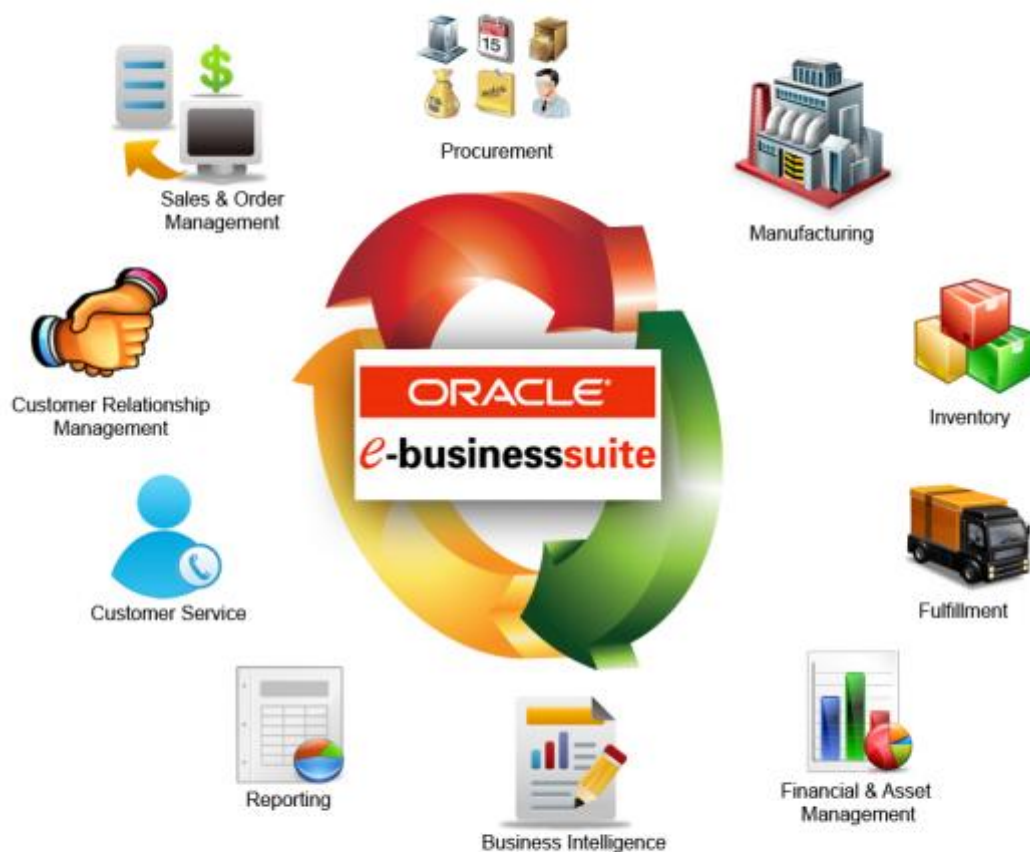 15
Procurement
Sales & Order
Management
Manufacturing
Customer Relationship
Management
ORACLE®
e-businesssuite
Inventory
Customer Service
Fulfillment
Reporting
Business Intelligence
Financial & Asset
Management